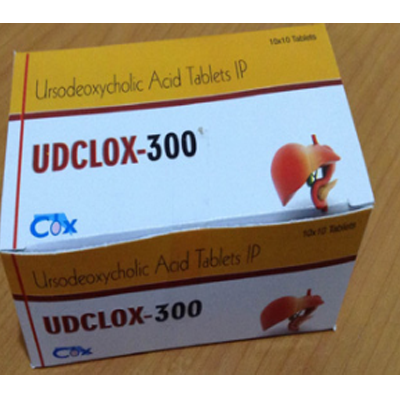 10x10 Tablets
Ursodeoxycholic Acid Tablets IP
UDCLOX-300
Cox
10x10 Tablets
Ursodeoxycholic Acid Tablets IP
UDCLOX-300
Cox